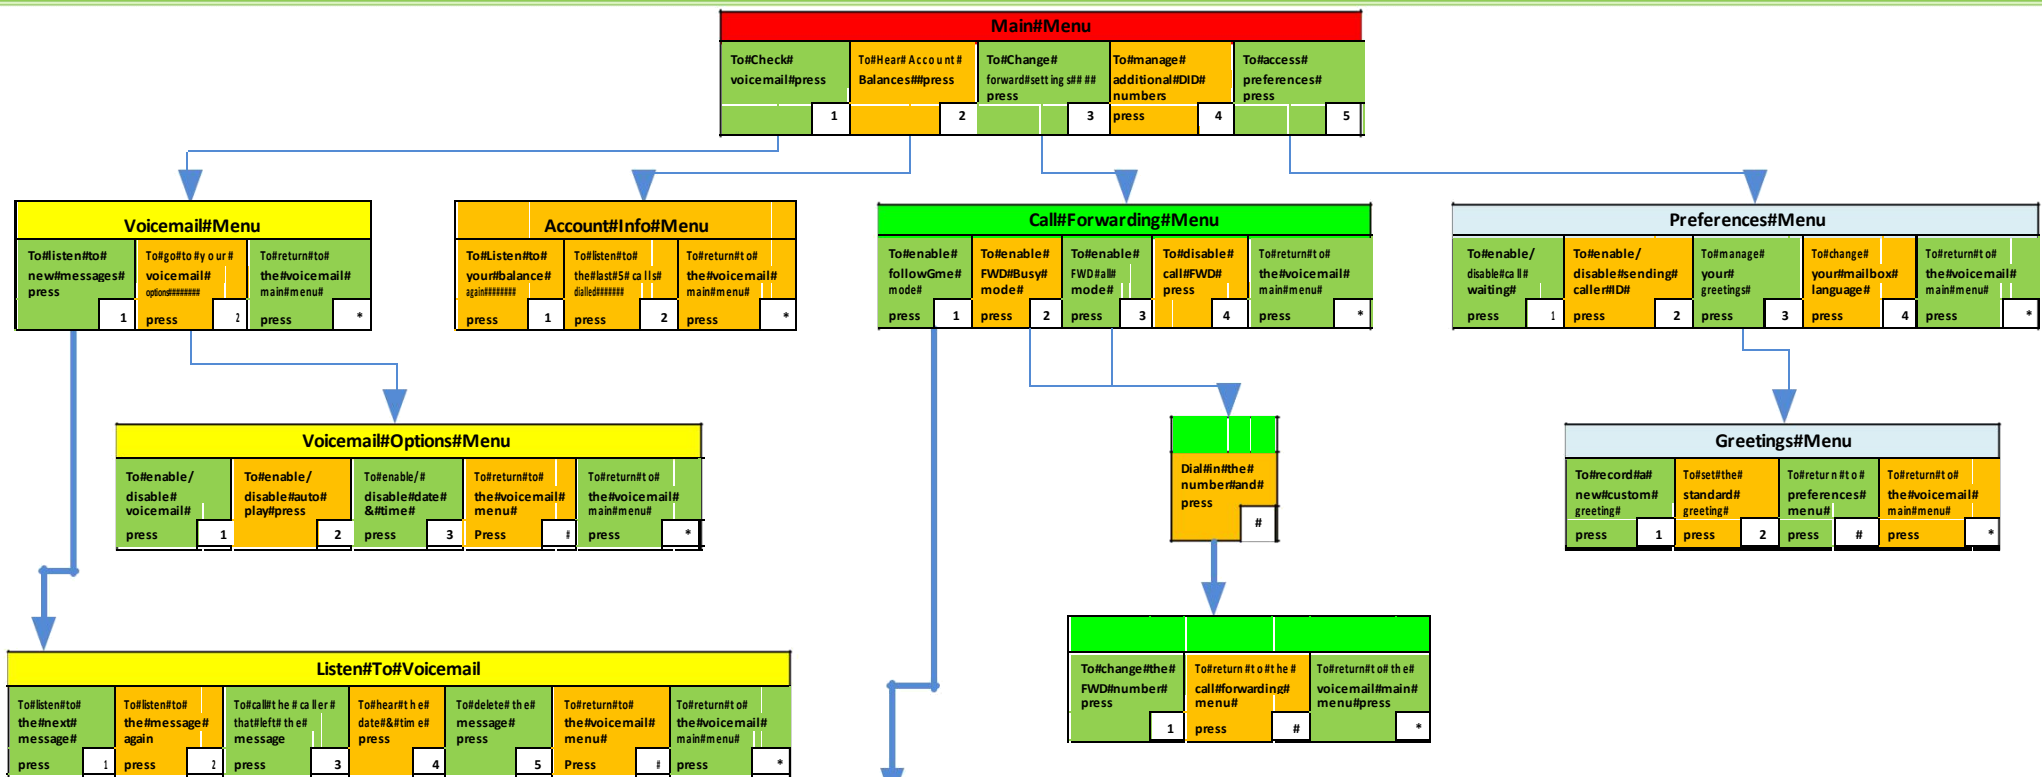 Main#Menu
To#Check#
voicemail#press
1
To#Hear#Account#
Balances##press
2
To#Change#
forward#settings####
press
3
To#manage#
additional#DID#
numbers
press
4
To#access#
preferences#
press
5
Voicemail#Menu
To#listen#to#
new#messages#
press
1
To#go#to#your#
voicemail#
options########
press
2
To#return#to#
the#voicemail#
main#menu#
press
*
Account#Info#Menu
To#Listen#to#
your#balance#
again########
press
1
To#listen#to#
the#last#5#calls#
dialled#######
press
2
To#return#to#
the#voicemail#
main#menu#
press
*
Call#Forwarding#Menu
To#enable#
followGme#
mode#
press
1
To#enable#
FWD#Busy#
mode#
press
2
To#enable#
FWD#all#
mode#
press
3
To#disable#
call#FWD#
press
4
To#return#to#
the#voicemail#
main#menu#
press
*
Preferences#Menu
To#enable/
disable#call#
waiting#
press
1
To#enable/
disable#sending#
caller#ID#
press
2
To#manage#
your#
greetings#
press
3
To#change#
your#mailbox#
language#
press
4
To#return#to#
the#voicemail#
main#menu#
press
*
Voicemail#Options#Menu
To#enable/
disable#
voicemail#
press
1
To#enable/
disable#auto#
play#press
2
To#enable/#
disable#date#
&#time#
press
3
To#return#to#
the#voicemail#
menu#
Press
#
To#return#to#
the#voicemail#
main#menu#
press
*
Dial#in#the#
number#and#
press
#
Greetings#Menu
To#record#a#
new#custom#
greeting#
press
1
To#set#the#
standard#
greeting#
press
2
To#return#to#
preferences#
menu#
press
#
To#return#to#
the#voicemail#
main#menu#
press
*
To#change#the#
FWD#number#
press
1
To#return#to#the#
call#forwarding#
menu#
press
#
To#return#to#the#
voicemail#main#
menu#press
*
Listen#To#Voicemail
To#listen#to#
the#next#
message#
press
1
To#listen#to#
the#message#
again
press
2
To#call#the#caller#
that#left#the#
message
press
3
To#hear#the#
date#&#time#
press
4
To#delete#the#
message#
press
5
To#return#to#
the#voicemail#
menu#
Press
#
To#return#to#
the#voicemail#
main#menu#
press
*